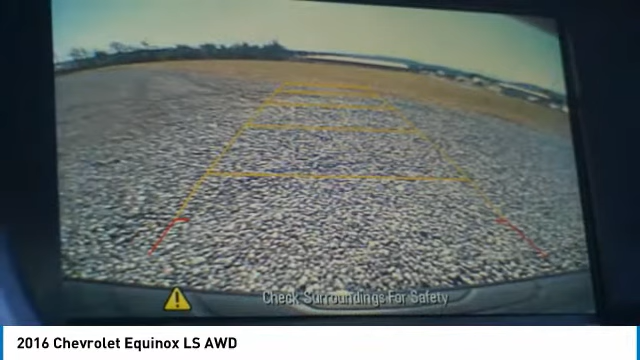 Check Surroundings For Safety
2016 Chevrolet Equinox LS AWD